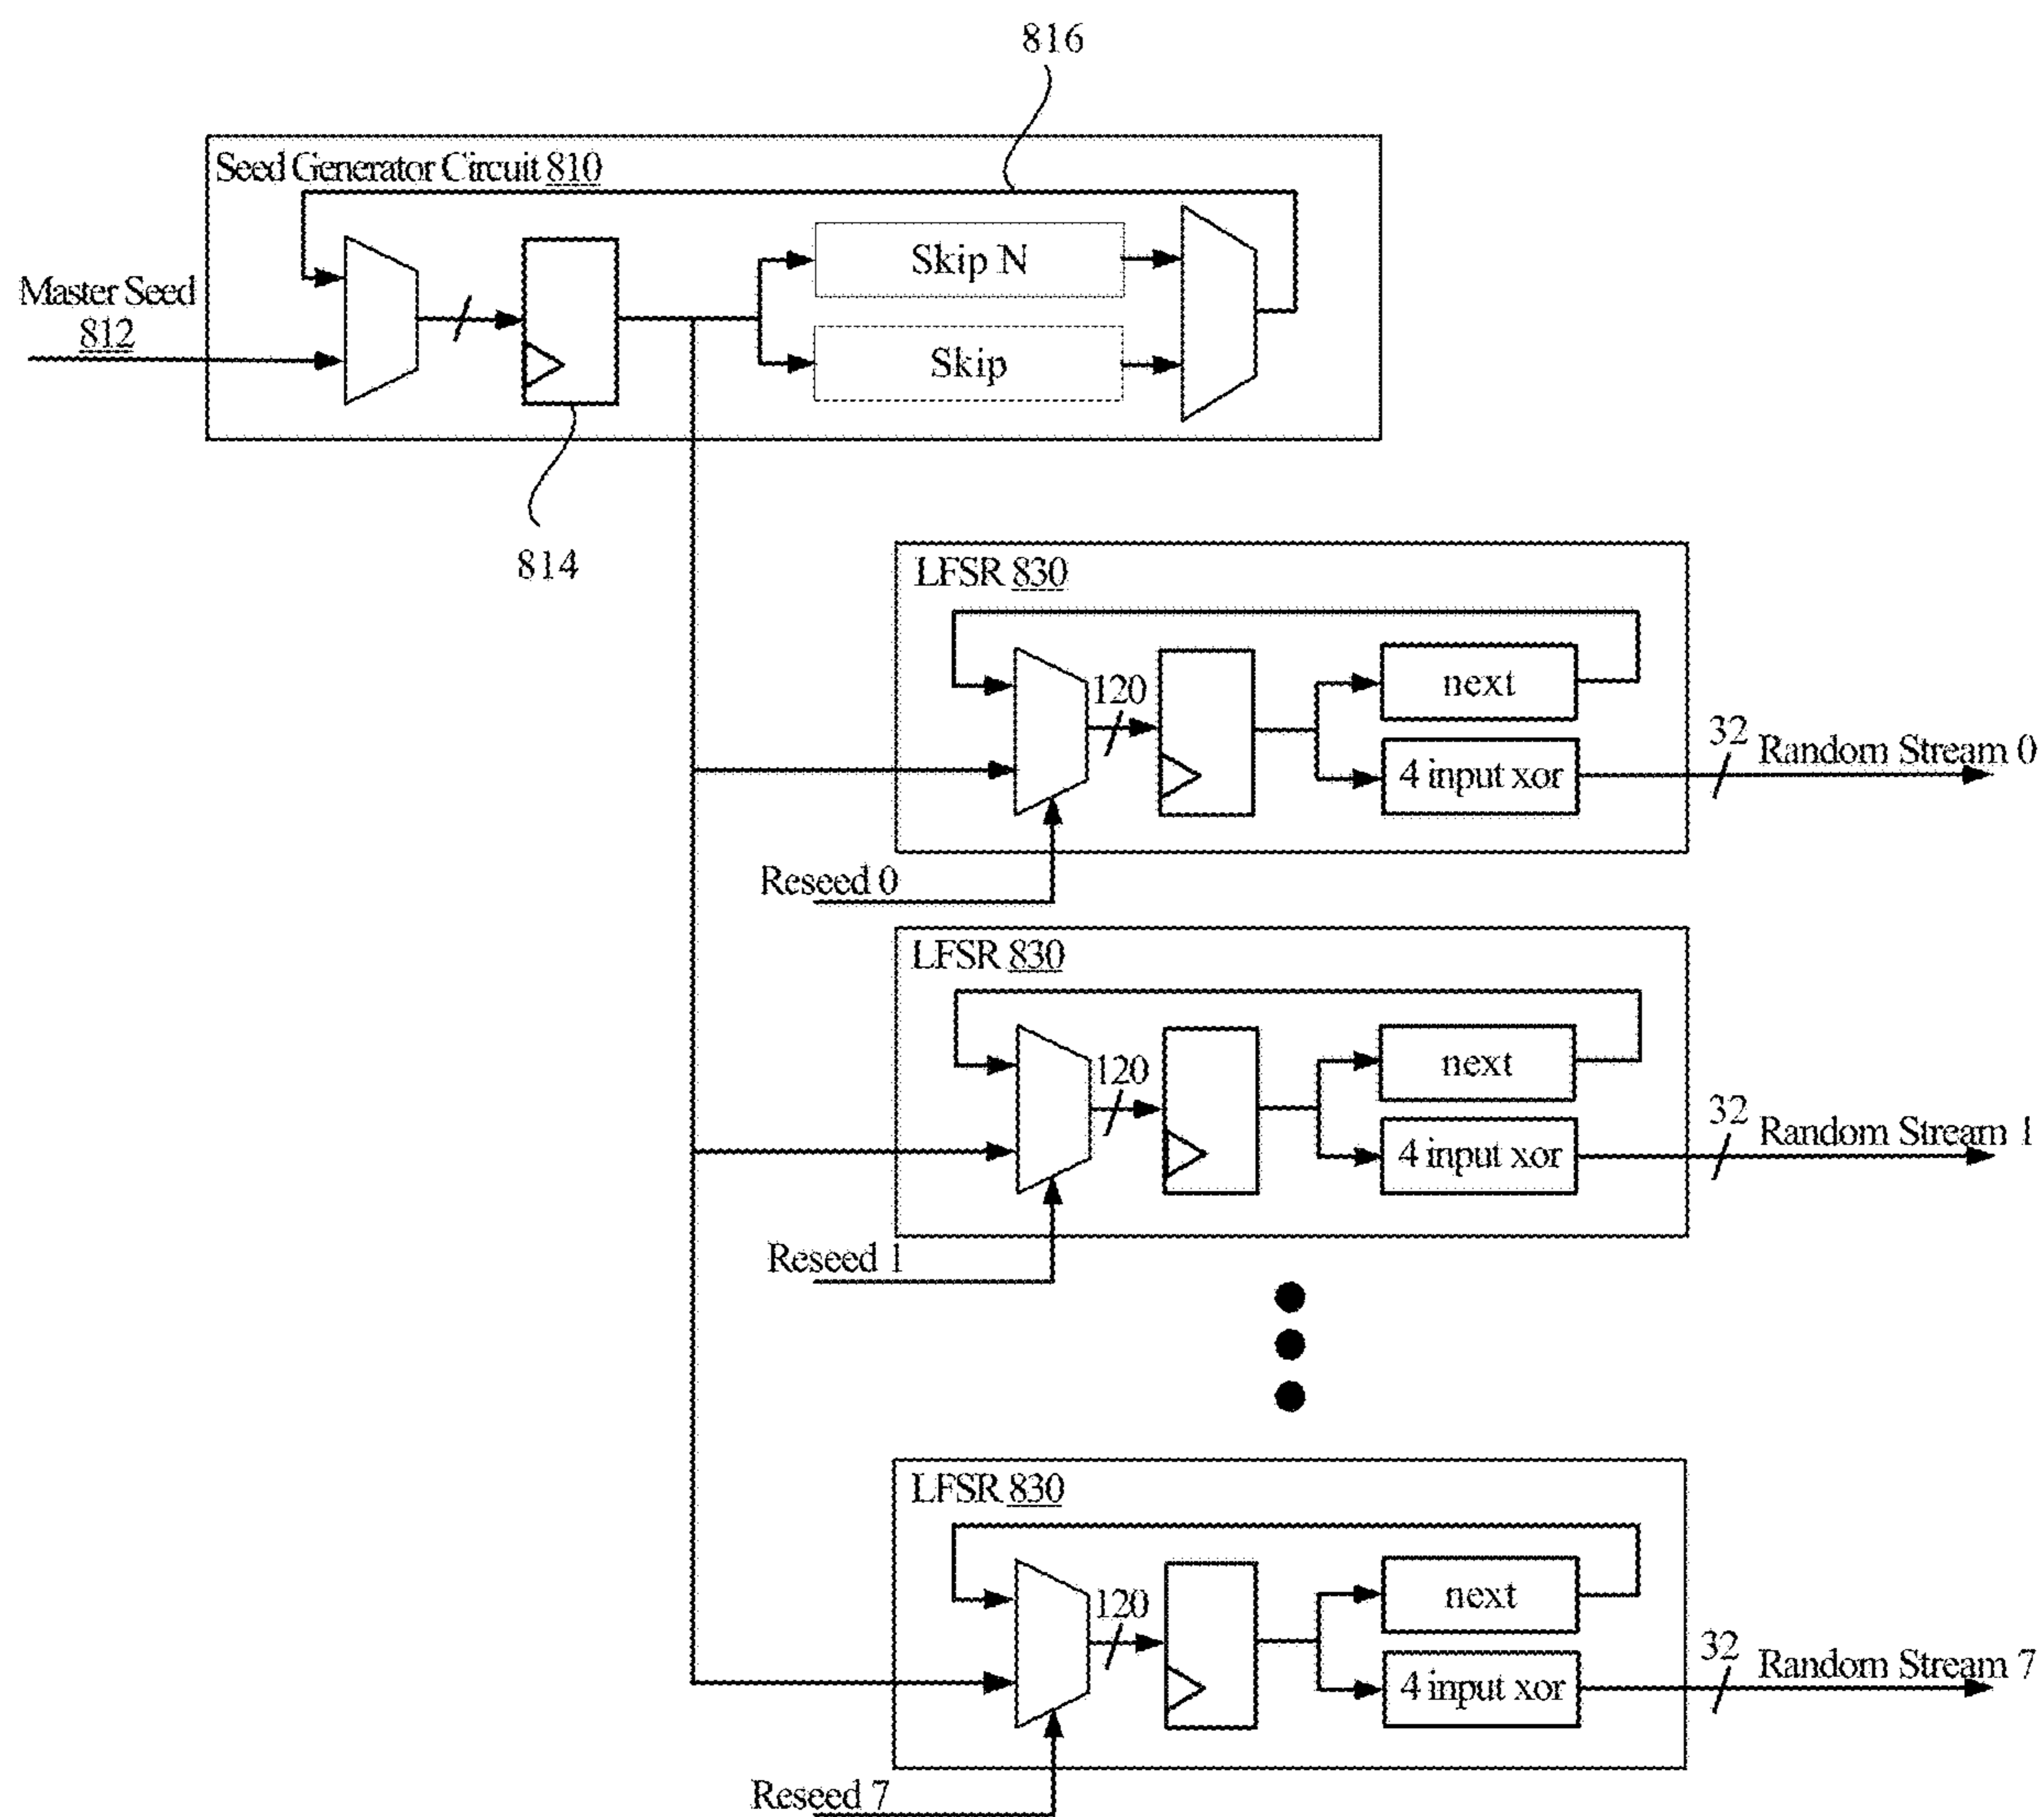 816
Seed Generator Circuit 810
Master Seed
812
Skip N
Skip
814
LFSR 830
120
next
4 input xor
32
Random Stream 0
Reseed 0
LFSR 830
120
next
4 input xor
32
Random Stream 1
Reseed 1
LFSR 830
120
next
4 input xor
32
Random Stream 7
Reseed 7